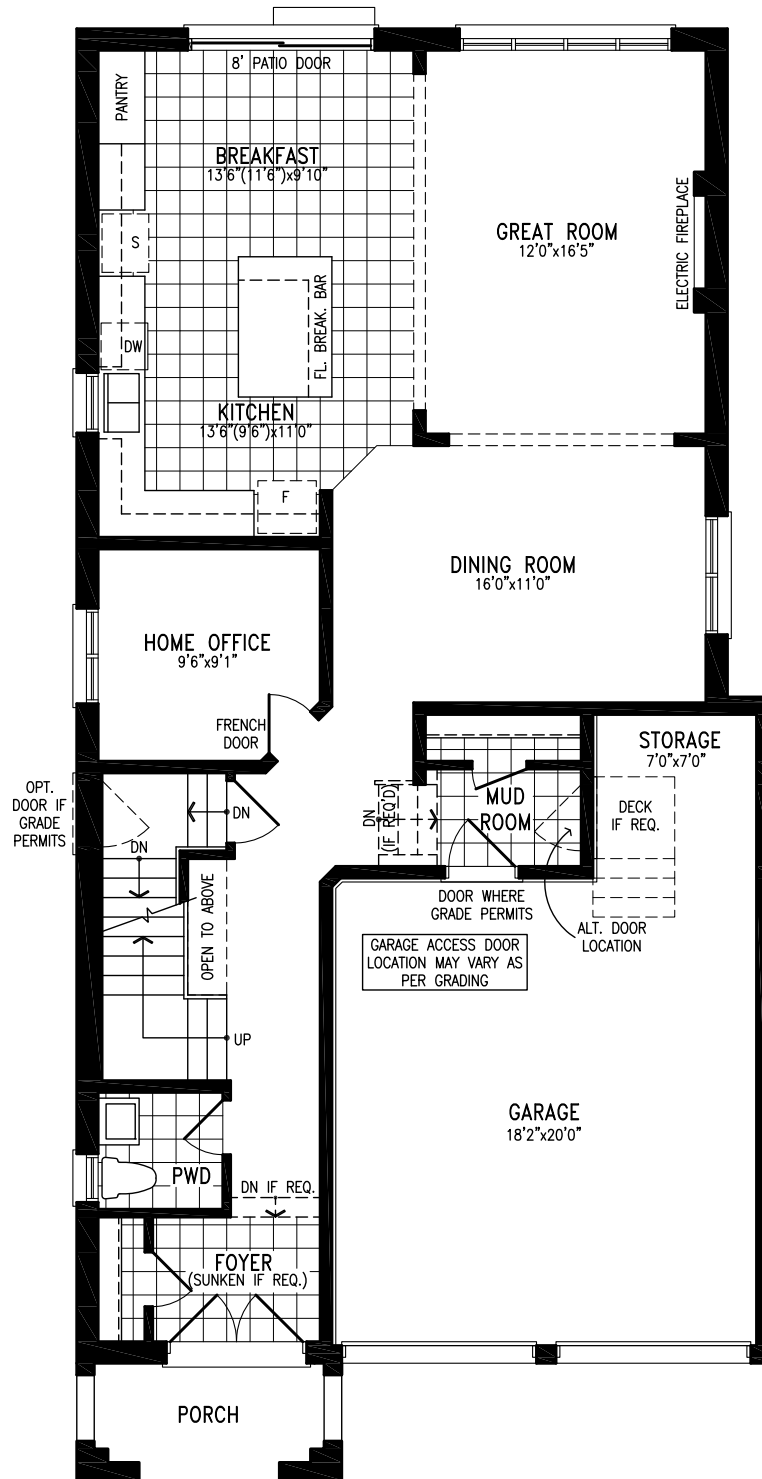 8' PATIO DOOR
PANTRY
BREAKFAST
13'6"(11'6")x9'10"
GREAT ROOM
12'0"x16'5"
ELECTRIC FIREPLACE
S
FL. BREAK. BAR
DW
KITCHEN
13'6"(9'6")x11'0"
F
DINING ROOM
16'0"x11'0"
HOME OFFICE
9'6"x9'1"
FRENCH
DOOR
STORAGE
7'0"x7'0"
OPT.
DOOR IF
GRADE
PERMITS
DN
DN
DN
(IF REQ'D)
MUD
ROOM
DECK
IF REQ.
DOOR WHERE
GRADE PERMITS
ALT. DOOR
LOCATION
OPEN TO ABOVE
GARAGE ACCESS DOOR
LOCATION MAY VARY AS
PER GRADING
UP
GARAGE
18'2"x20'0"
PWD
DN IF REQ.
FOYER
(SUNKEN IF REQ.)
PORCH